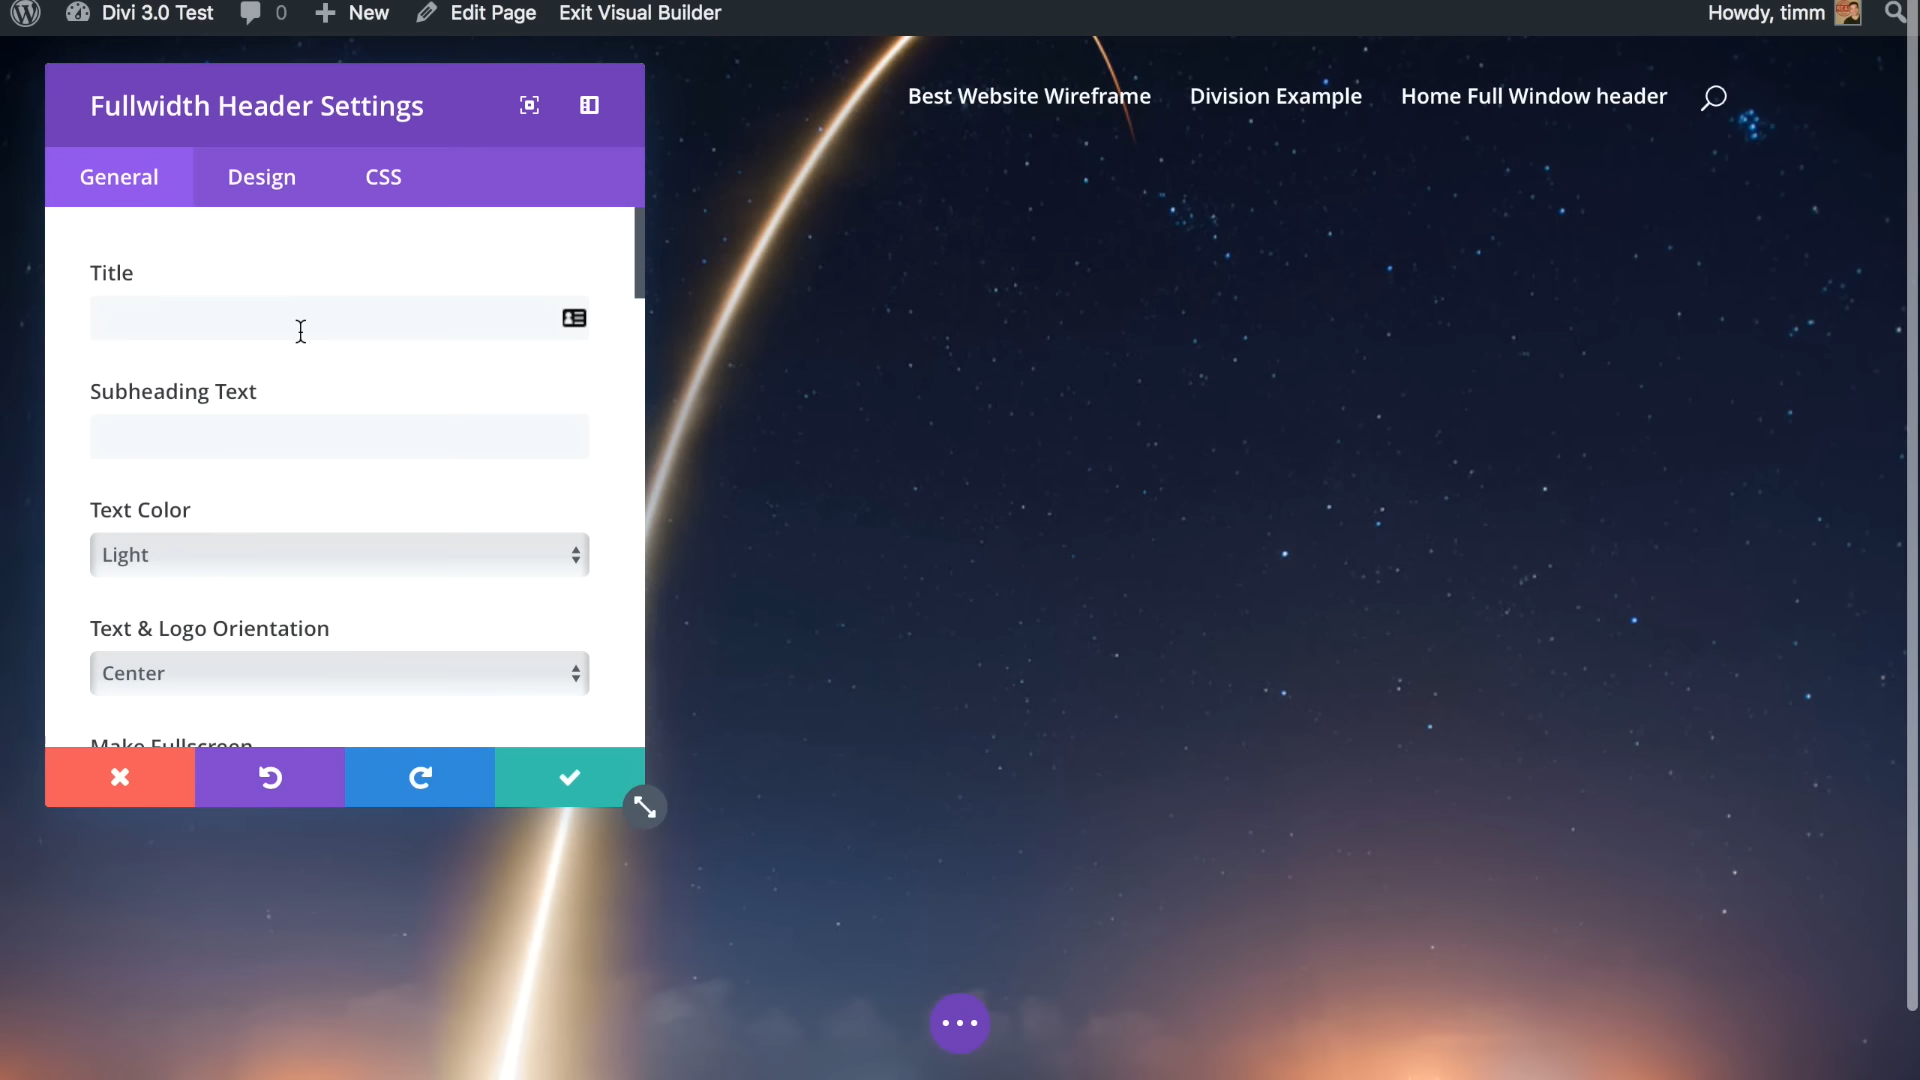 Divi 3.0 Test 0 New Edit Page Exit Visual Builder Howdy, timm
Fullwidth Header Settings
Best Website Wireframe Division Example Home Full Window header
General Design CSS
Title
Subheading Text
Text Color
Light
Text & Logo Orientation
Center
Make Fullscreen